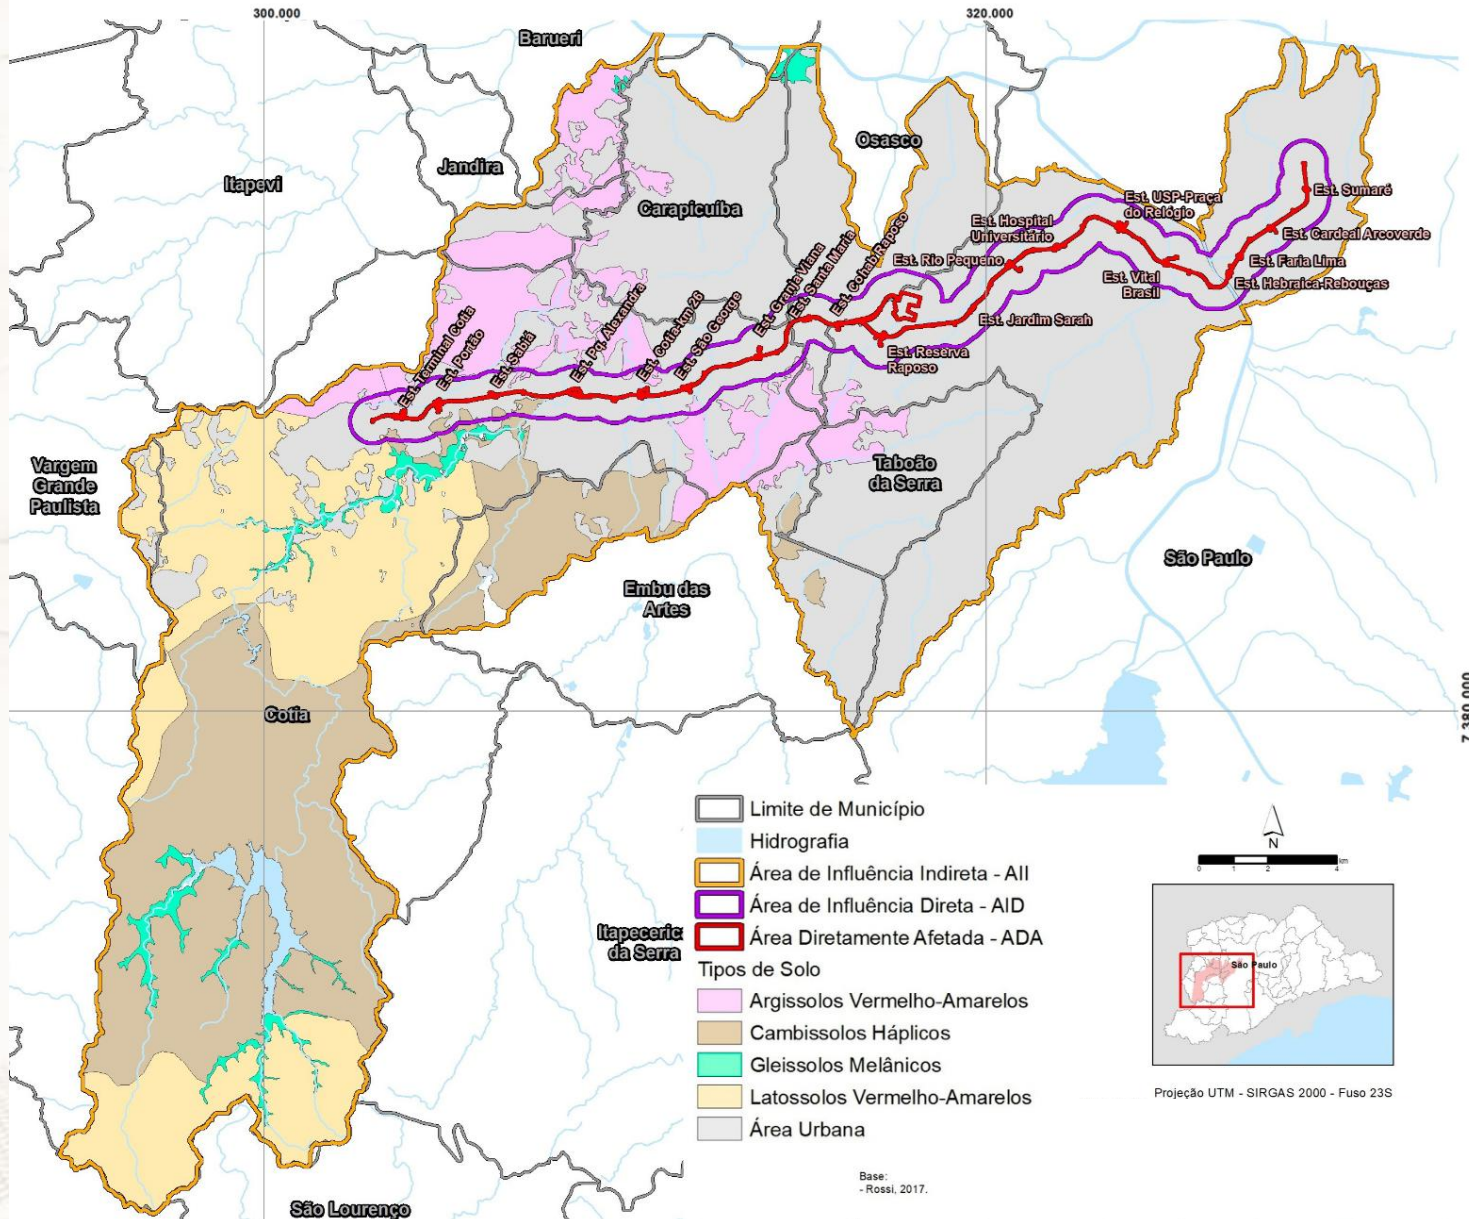 300.000
320.000
Barueri
Osasco
Jandira
Itapevi
Carapicuíba
Est. Sumaré
Est. USP-Praça
do Relógio
Est. Hospital
Universitário
Est. Cardeal Arcoverde
Est. Rio Pequeno
Est. Faria Lima
Est. Vital
Brasil
Est. Hebraica-Rebouças
Est. Jardim Sarah
Est. Reserva
Raposo
Est. Cohab Raposo
Est. Santa Maria
Est. Granja Viana
Est. São George
Est. Cotia-km 26
Est. Pq. Alexandra
Est. Sabiá
Est. Portão
Est. Terminal Cotia
Vargem
Grande
Paulista
Taboão
da Serra
São Paulo
Embu das
Artes
Cotia
7.380.000
Itapeceric
da Serra
São Lourenço
Limite de Município
Hidrografia
Área de Influência Indireta - AII
Área de Influência Direta - AID
Área Diretamente Afetada - ADA
Tipos de Solo
Argissolos Vermelho-Amarelos
Cambissolos Háplicos
Gleissolos Melânicos
Latossolos Vermelho-Amarelos
Área Urbana
Base:
- Rossi, 2017.
N
km
0 1 2 4
São Paulo
Projeção UTM - SIRGAS 2000 - Fuso 23S